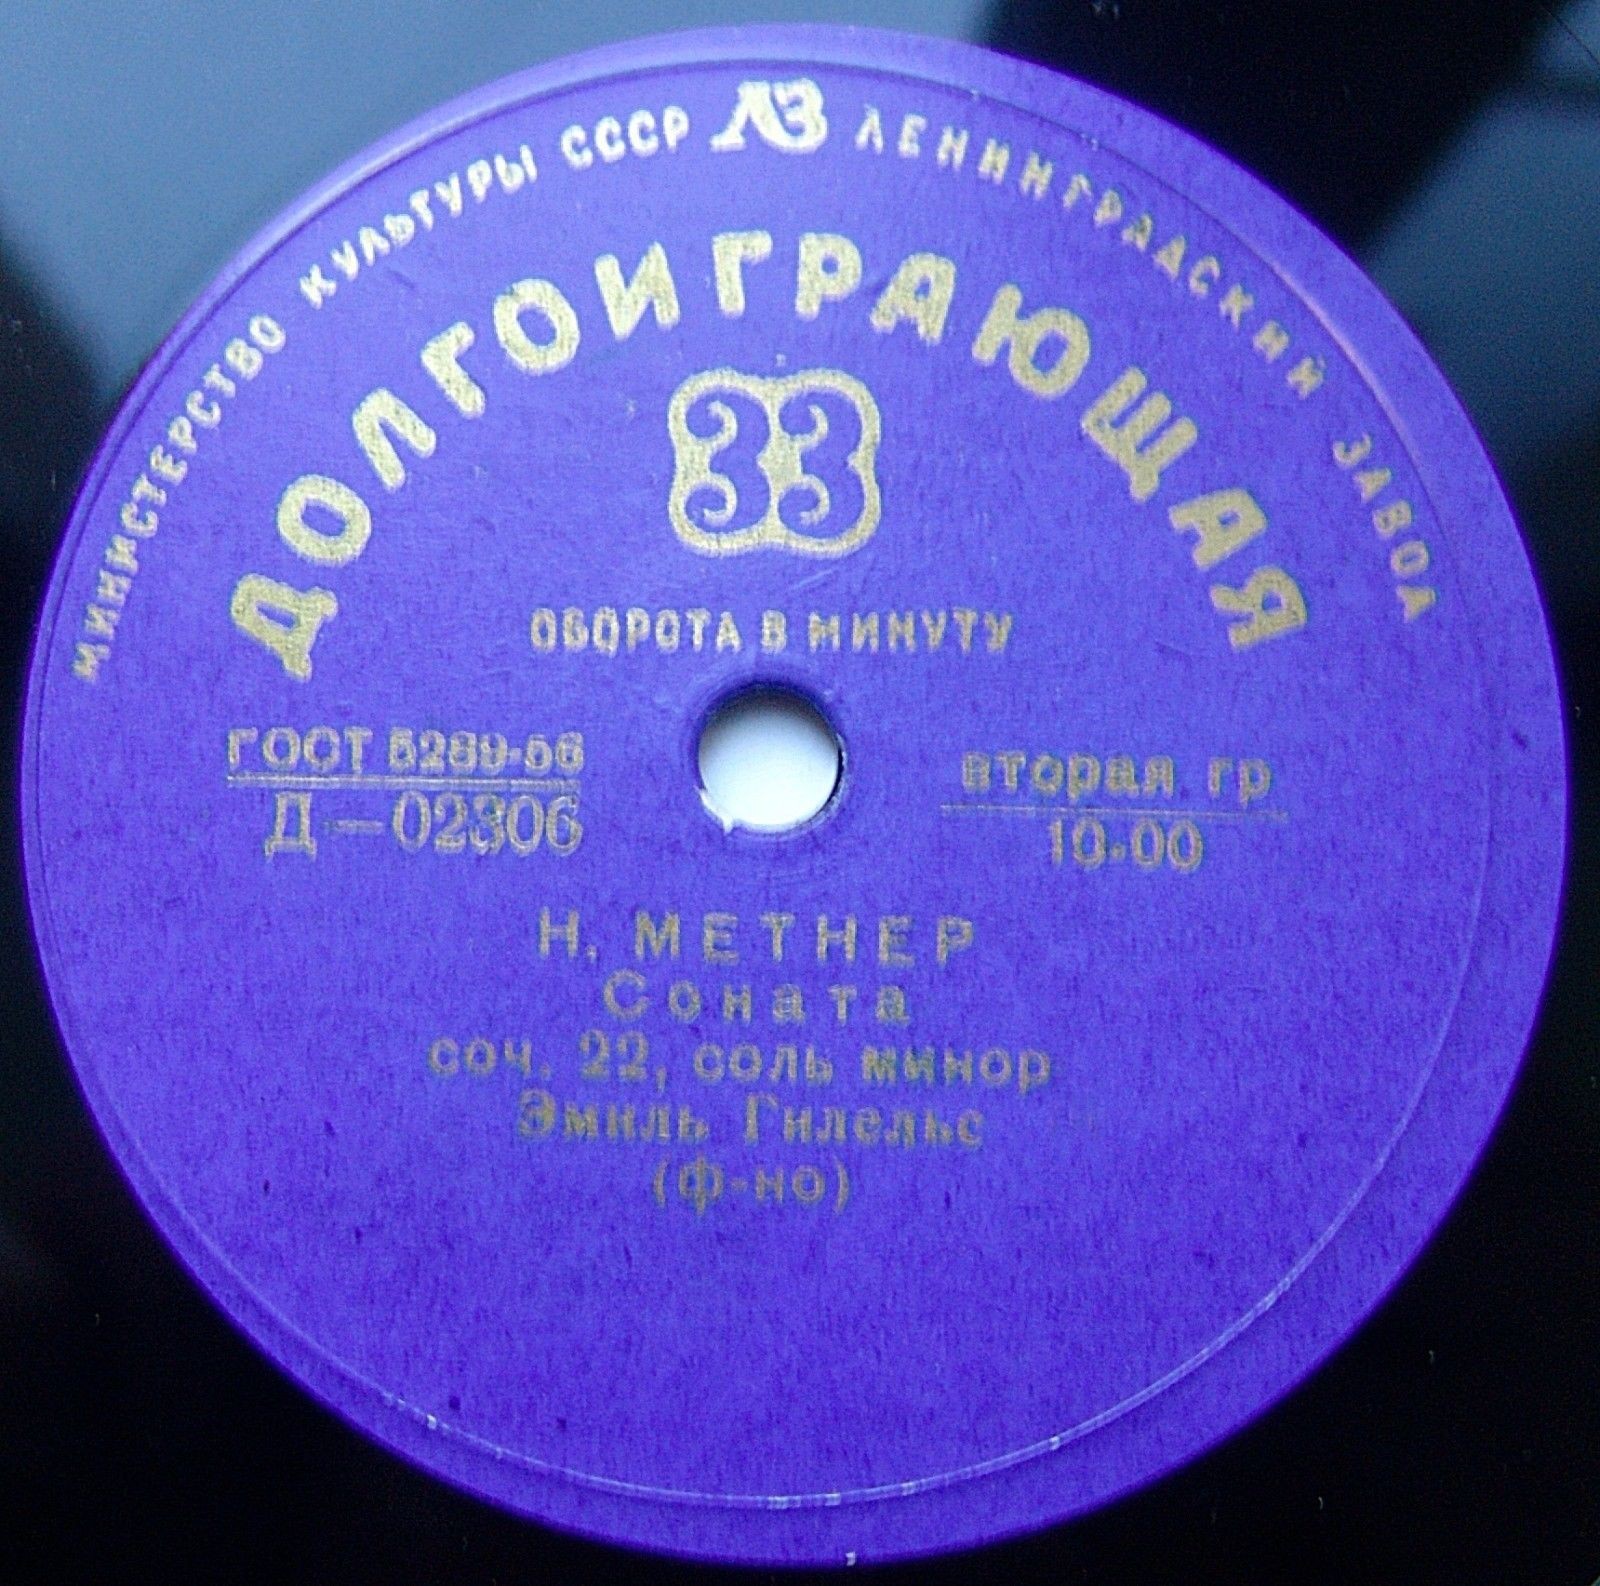 МИНИСТЕРСТВО КУЛЬТУРЫ СССР ЛЗ ЛЕНИНГРАДСКИЙ ЗАВОД
ДОЛГОИГРАЮЩАЯ
33
ОБОРОТА В МИНУТУ
ГОСТ 5289-56
Д-02306
вторая гр
10-00
Н. МЕТНЕР
Соната
соч. 22, соль минор
Эмиль Гилельс
(ф-но)